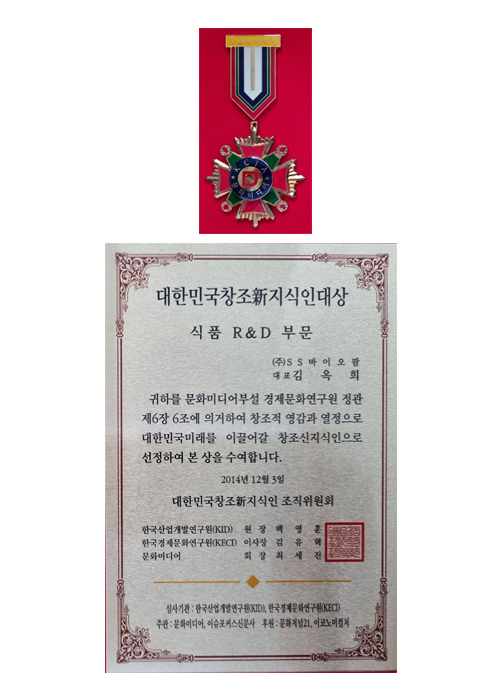 KCIA
문화미디어
대한민국창조新지식인대상
식품 R&D 부문
(주)SS바이오팜
대표 김옥희
귀하를 문화미디어부설 경제문화연구원 정관
제6장 6조에 의거하여 창조적 영감과 열정으로
대한민국미래를 이끌어갈 창조신지식인으로
선정하여 본 상을 수여합니다.
2014년 12월 3일
대한민국창조新지식인 조직위원회
한국산업개발연구원(KID) 원장 백영훈
한국경제문화연구원(KECI) 이사장 김유혁
문화미디어 회장 최세진
심사기관 : 한국산업개발연구원(KID), 한국경제문화연구원(KECI)
주관 : 문화미디어, 이슈포커스신문사 후원 : 문화저널21, 이코노미컬처